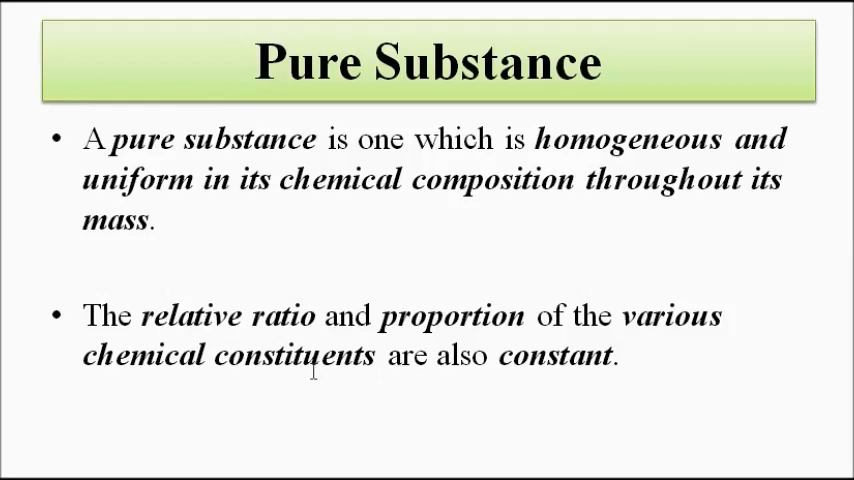 Pure Substance
• A pure substance is one which is homogeneous and
uniform in its chemical composition throughout its
mass.
• The relative ratio and proportion of the various
chemical constituents are also constant.